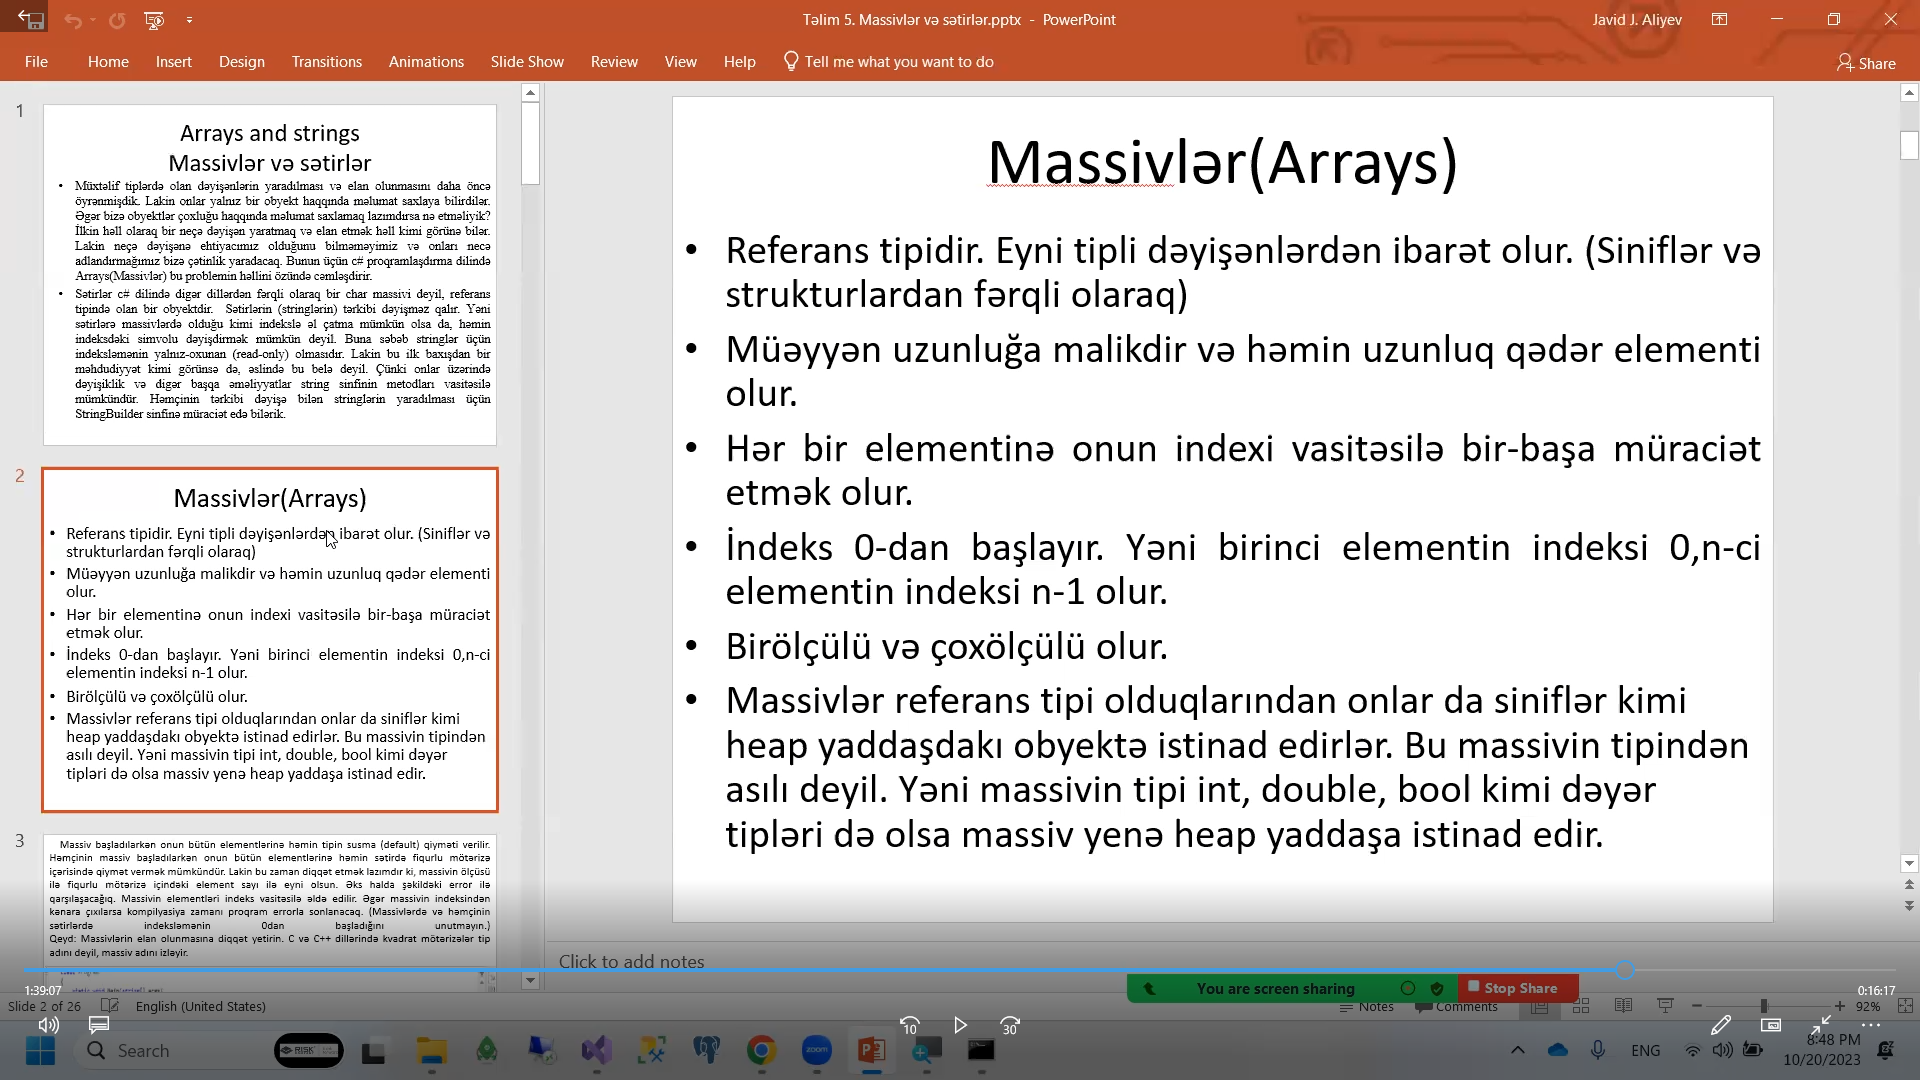 Təlim 5. Massivlər və sətirlər.pptx - PowerPoint
Javid J. Aliyev
File Home Insert Design Transitions Animations Slide Show Review View Help Tell me what you want to do
Share
1
Arrays and strings
Massivlər və sətirlər
• Müxtəlif tiplərdə olan dəyişənlərin yaradılması və elan olunmasını daha öncə
öyrənmişdik. Lakin onlar yalnız bir obyekt haqqında məlumat saxlaya bilirdilər.
Əgər bizə obyektlər çoxluğu haqqında məlumat saxlamaq lazımdırsa nə etməliyik?
İlkin həll olaraq bir neçə dəyişən yaratmaq və elan etmək həll kimi görünə bilər.
Lakin neçə dəyişənə ehtiyacımız olduğunu bilməməyimiz və onları necə
adlandırmağımız bizə çətinlik yaradacaq. Bunun üçün c# proqramlaşdırma dilində
Arrays(Massivlər) bu problemin həllini özündə cəmləşdirir.
• Sətirlər c# dilində digər dillərdən fərqli olaraq bir char massivi deyil, referans
tipində olan bir obyektdir. Sətirlərin (stringlərin) tərkibi dəyişməz qalır. Yəni
sətirlərə massivlərdə olduğu kimi indekslə əl çatma mümkün olsa da, həmin
indeksdəki simvolu dəyişdirmək mümkün deyil. Buna səbəb stringlər üçün
indeksləmənin yalnız-oxunan (read-only) olmasıdır. Lakin bu ilk baxışdan bir
məhdudiyyət kimi görünsə də, əslində bu belə deyil. Çünki onlar üzərində
dəyişiklik və digər başqa əməliyyatlar string sinfinin metodları vasitəsilə
mümkündür. Həmçinin tərkibi dəyişə bilən stringlərin yaradılması üçün
StringBuilder sinfinə müraciət edə bilərik.
2
Massivlər(Arrays)
• Referans tipidir. Eyni tipli dəyişənlərdən ibarət olur. (Siniflər və
strukturlardan fərqli olaraq)
• Müəyyən uzunluğa malikdir və həmin uzunluq qədər elementi
olur.
• Hər bir elementinə onun indexi vasitəsilə bir-başa müraciət
etmək olur.
• İndeks 0-dan başlayır. Yəni birinci elementin indeksi 0,n-ci
elementin indeksi n-1 olur.
• Birölçülü və çoxölçülü olur.
• Massivlər referans tipi olduqlarından onlar da siniflər kimi
heap yaddaşdakı obyektə istinad edirlər. Bu massivin tipindən
asılı deyil. Yəni massivin tipi int, double, bool kimi dəyər
tipləri də olsa massiv yenə heap yaddaşa istinad edir.
3
Massiv başladılarkən onun bütün elementlərinə həmin tipin susma (default) qiyməti verilir.
Həmçinin massiv başladılarkən onun bütün elementlərinə həmin sətirdə fiqurlu mötərizə
içərisində qiymət vermək mümkündür. Lakin bu zaman diqqət etmək lazımdır ki, massivin ölçüsü
ilə fiqurlu mötərizə içindəki element sayı ilə eyni olsun. Əks halda şəkildəki error ilə
qarşılaşacağıq. Massivin elementləri indeks vasitəsilə əldə edilir. Əgər massivin indeksindən
kənara çıxılarsa kompilyasiya zamanı proqram errorla sonlanacaq. (Massivlərdə və həmçinin
sətirlərdə indeksləmənin 0dan başladığını unutmayın.)
Qeyd: Massivlərin elan olunmasına diqqət yetirin. C və C++ dillərində kvadrat mötərizələr tip
adını deyil, massiv adını izləyir.
Massivlər(Arrays)
• Referans tipidir. Eyni tipli dəyişənlərdən ibarət olur. (Siniflər və
strukturlardan fərqli olaraq)
• Müəyyən uzunluğa malikdir və həmin uzunluq qədər elementi
olur.
• Hər bir elementinə onun indexi vasitəsilə bir-başa müraciət
etmək olur.
• İndeks 0-dan başlayır. Yəni birinci elementin indeksi 0,n-ci
elementin indeksi n-1 olur.
• Birölçülü və çoxölçülü olur.
• Massivlər referans tipi olduqlarından onlar da siniflər kimi
heap yaddaşdakı obyektə istinad edirlər. Bu massivin tipindən
asılı deyil. Yəni massivin tipi int, double, bool kimi dəyər
tipləri də olsa massiv yenə heap yaddaşa istinad edir.
Click to add notes
You are screen sharing Stop Share
1:39:07
0:16:17
Slide 2 of 26 English (United States)
Notes Comments 92%
10 30
Search
RISK
zoom
ENG
8:48 PM
10/20/2023